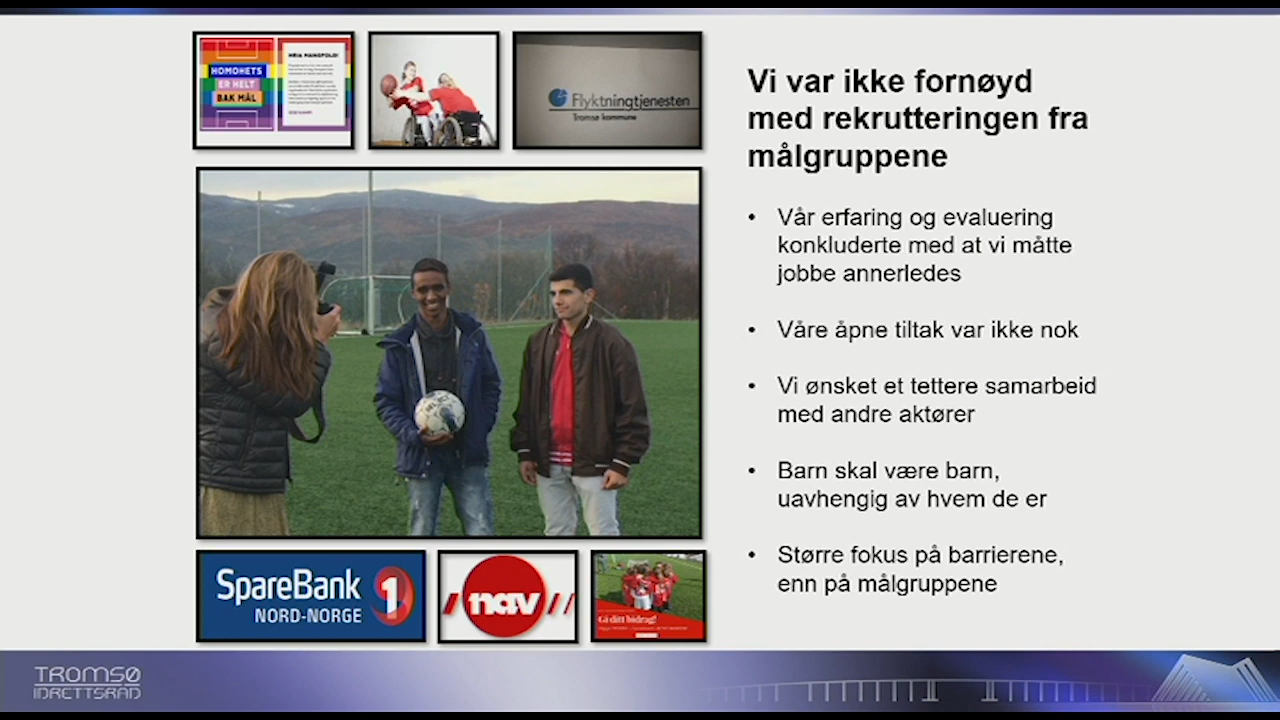 HOMOHETS
ER HELT
BAK MÅL
HEIA MANGFOLD!
Flyktningtjenesten
Tromsø kommune
Vi var ikke fornøyd
med rekrutteringen fra
målgruppene
• Vår erfaring og evaluering
konkluderte med at vi måtte
jobbe annerledes
• Våre åpne tiltak var ikke nok
• Vi ønsket et tettere samarbeid
med andre aktører
• Barn skal være barn,
uavhengig av hvem de er
• Større fokus på barrierene,
enn på målgruppene
SpareBank 1
NORD-NORGE
nav
Gi ditt bidrag!
TROMSØ
IDRETTSRÅD